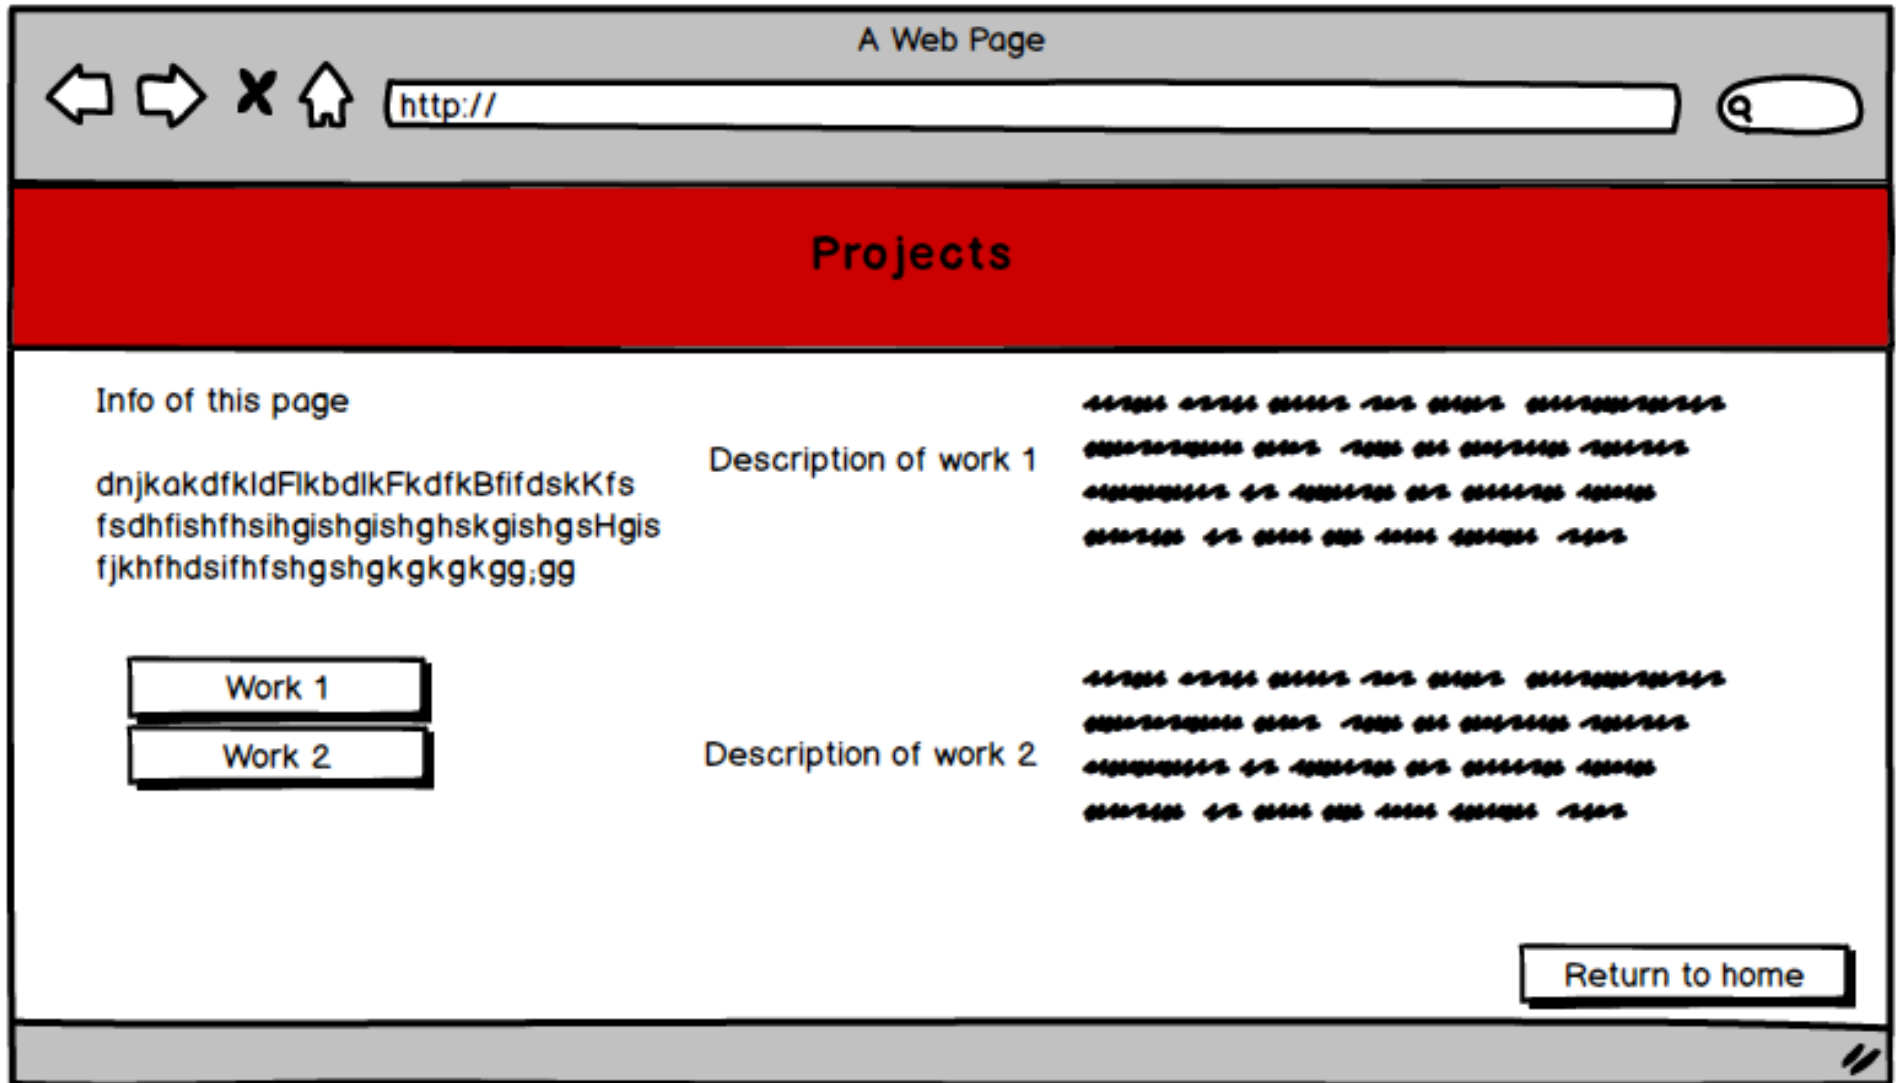 A Web Page
http://
Projects
Info of this page
dnjkakdfkldFlkbdlkFkdfkBfifdskKfs
fsdhfishfhsihgishgishghskgishgsHgis
fjkhfhdsifhfshgshgkgkgkgg;gg
Work 1
Work 2
Description of work 1
Description of work 2
Return to home